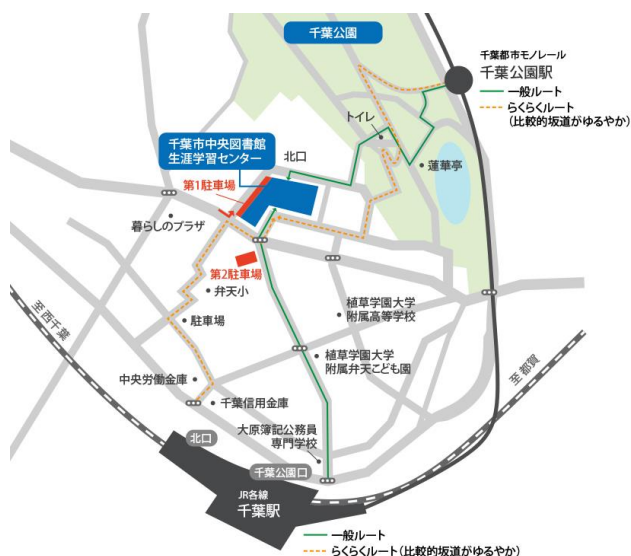 千葉公園
千葉都市モノレール
千葉公園駅
一般ルート
らくらくルート
(比較的坂道がゆるやか)
トイレ
千葉市中央図書館
生涯学習センター
北口
蓮華亭
第1駐車場
暮らしのプラザ
第2駐車場
弁天小
至西千葉
駐車場
植草学園大学
附属高等学校
植草学園大学
附属弁天こども園
至都賀
中央労働金庫
千葉信用金庫
大原簿記公務員
専門学校
北口
千葉公園口
JR各線
千葉駅
一般ルート
らくらくルート(比較的坂道がゆるやか)